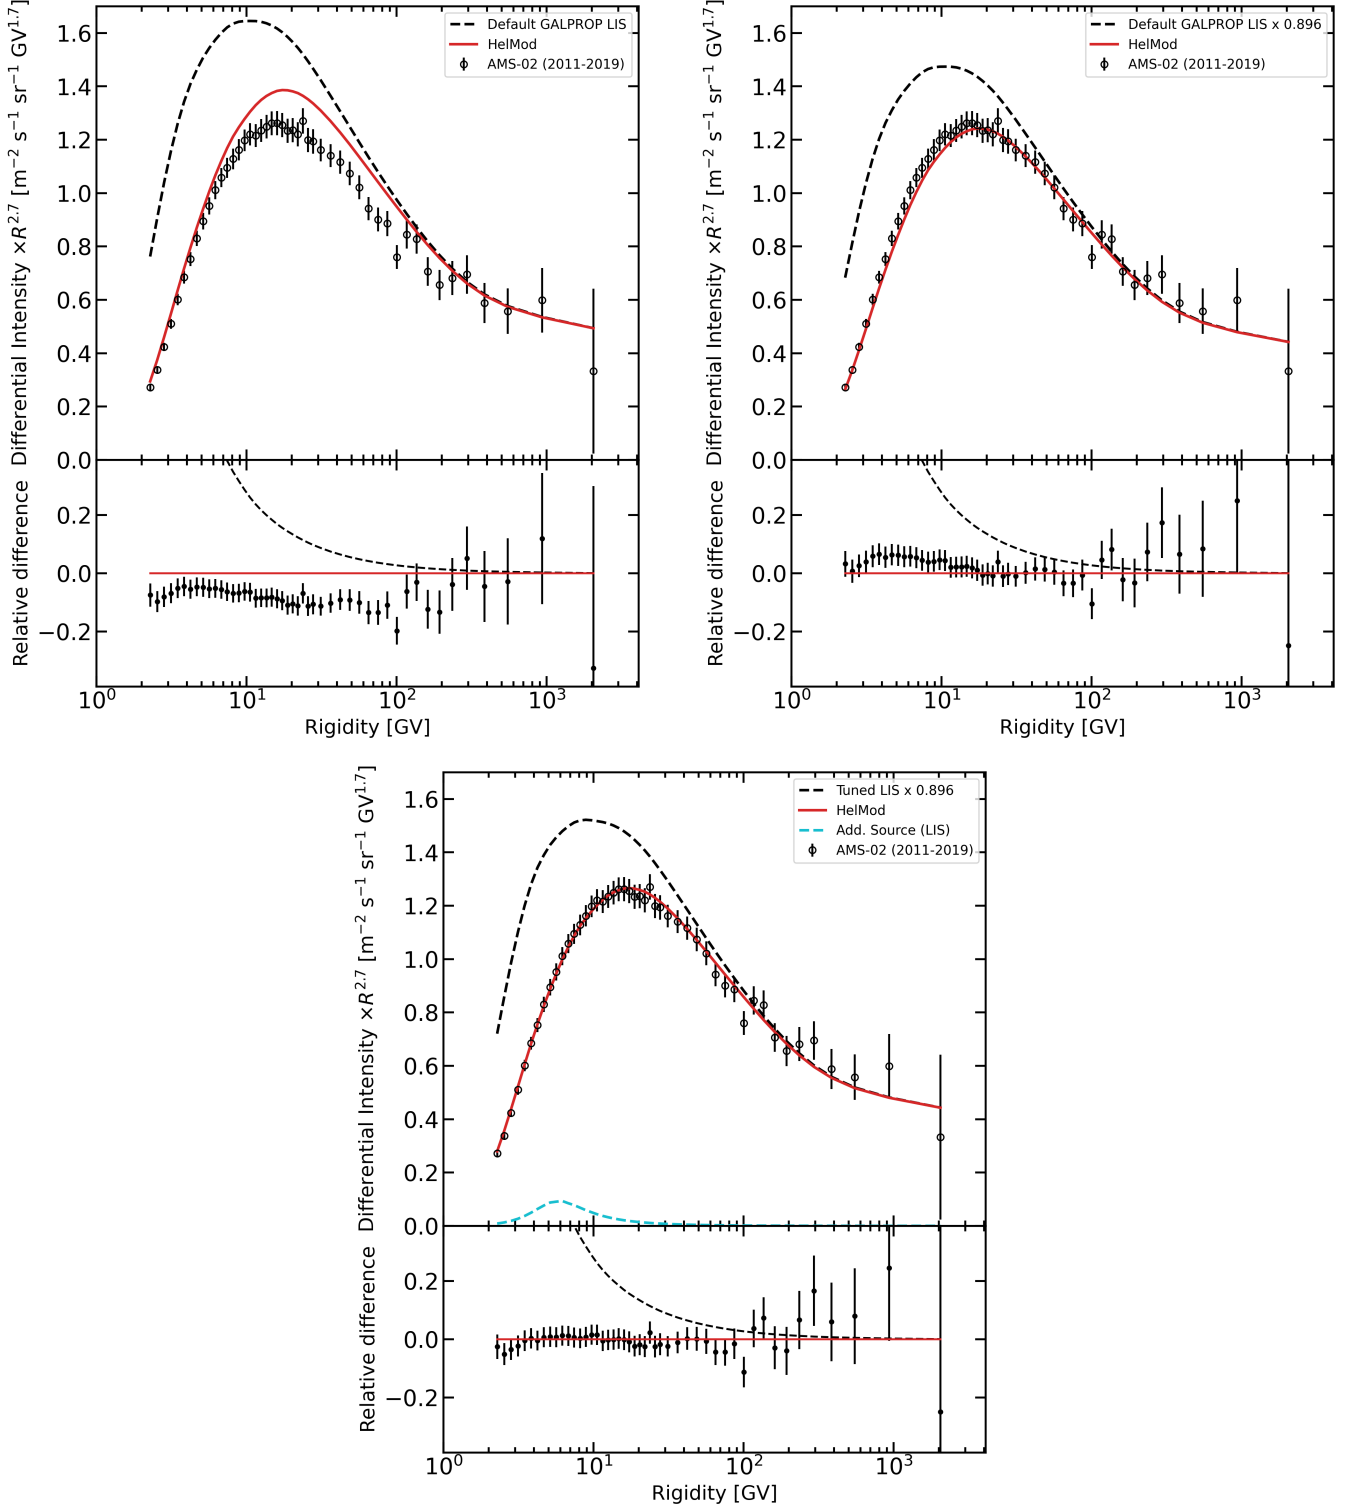 Default GALPROP LIS
HelMod
AMS-02 (2011-2019)
Differential Intensity ×R^2.7 [m^−2 s^−1 sr^−1 GV^1.7]
1.6
1.4
1.2
1.0
0.8
0.6
0.4
0.2
0.0
Relative difference
0.2
0.0
−0.2
10^0
10^1
10^2
10^3
Rigidity [GV]
Default GALPROP LIS x 0.896
HelMod
AMS-02 (2011-2019)
Differential Intensity ×R^2.7 [m^−2 s^−1 sr^−1 GV^1.7]
1.6
1.4
1.2
1.0
0.8
0.6
0.4
0.2
0.0
Relative difference
0.2
0.0
−0.2
10^0
10^1
10^2
10^3
Rigidity [GV]
Tuned LIS x 0.896
HelMod
Add. Source (LIS)
AMS-02 (2011-2019)
Differential Intensity ×R^2.7 [m^−2 s^−1 sr^−1 GV^1.7]
1.6
1.4
1.2
1.0
0.8
0.6
0.4
0.2
0.0
Relative difference
0.2
0.0
−0.2
10^0
10^1
10^2
10^3
Rigidity [GV]